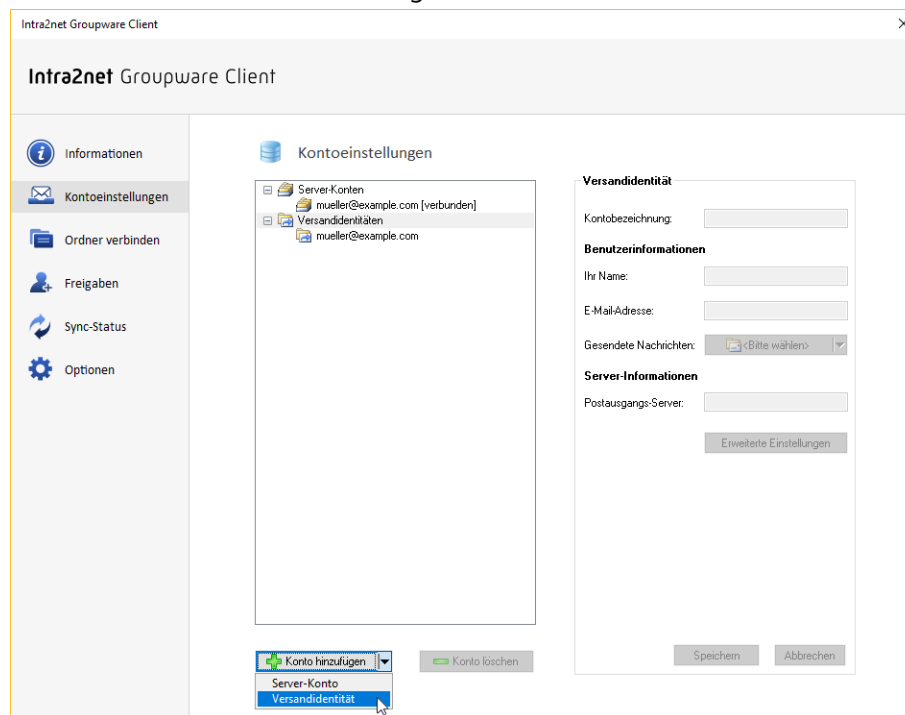 Intra2net Groupware Client
Intra2net Groupware Client
Informationen
Kontoeinstellungen
Ordner verbinden
Freigaben
Sync-Status
Optionen
Kontoeinstellungen
Server-Konten
mueller@example.com [verbunden]
Versandidentitäten
mueller@example.com
Versandidentität
Kontobezeichnung:
Benutzerinformationen
Ihr Name:
E-Mail-Adresse:
Gesendete Nachrichten: <Bitte wählen>
Server-Informationen
Postausgangs-Server:
Erweiterte Einstellungen
Speichern Abbrechen
Konto hinzufügen Konto löschen
Server-Konto
Versandidentität